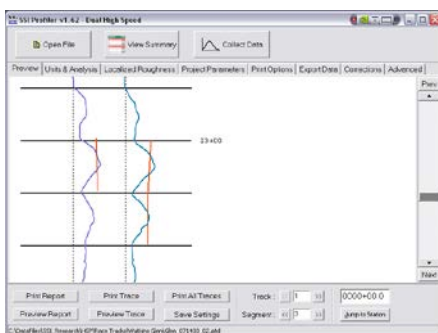 SSI Profiler v1.62 - Dual High Speed
Open File
View Summary
Collect Data
Preview
Units & Analysis
Localized Roughness
Project Parameters
Print Options
Export Data
Corrections
Advanced
Prev
23+00
Next
Print Report
Print Trace
Print All Traces
Track:
1
0000+00.0
Preview Report
Preview Trace
Save Settings
Segment:
3
Jump to Station